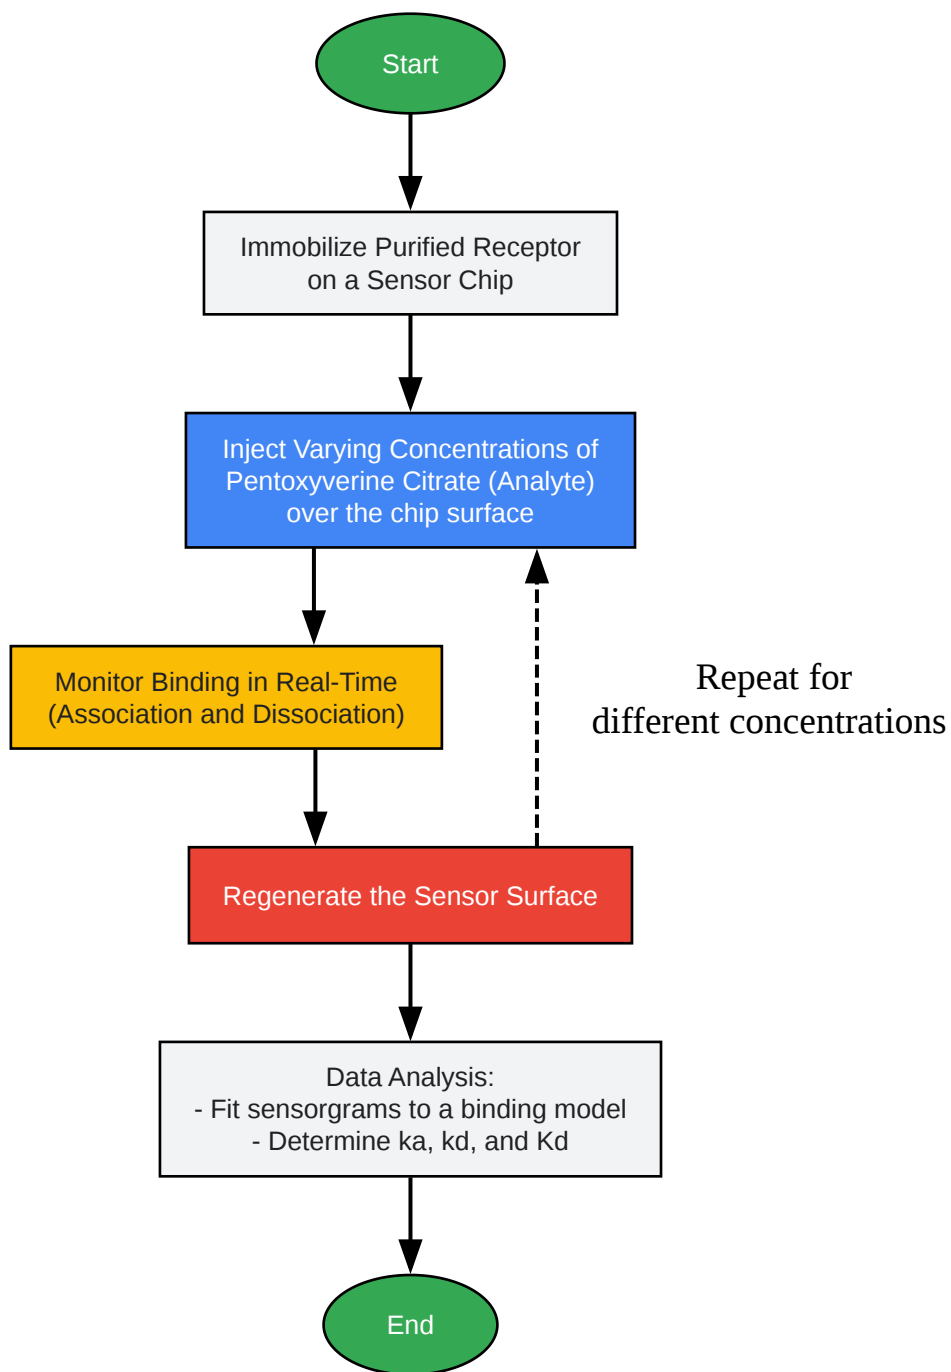 Start
Immobilize Purified Receptor
on a Sensor Chip
Inject Varying Concentrations of
Pentoxyverine Citrate (Analyte)
over the chip surface
Monitor Binding in Real-Time
(Association and Dissociation)
Repeat for
different concentrations
Regenerate the Sensor Surface
Data Analysis:
- Fit sensorgrams to a binding model
- Determine ka, kd, and Kd
End